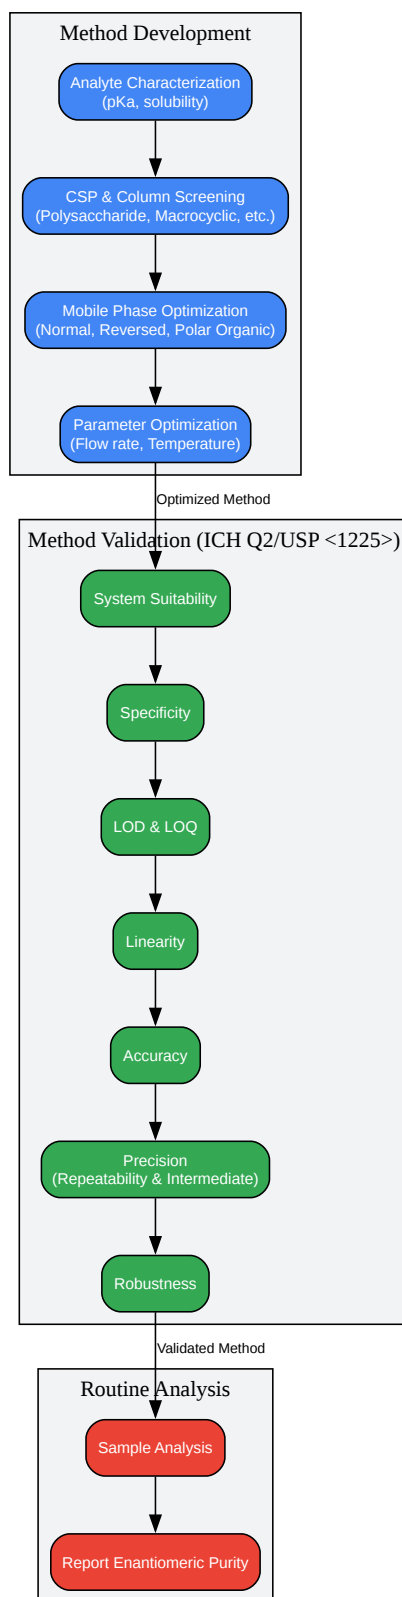 Method Development
Analyte Characterization
(pKa, solubility)
CSP & Column Screening
(Polysaccharide, Macrocyclic, etc.)
Mobile Phase Optimization
(Normal, Reversed, Polar Organic)
Parameter Optimization
(Flow rate, Temperature)
Optimized Method
Method Validation (ICH Q2/USP <1225>)
System Suitability
Specificity
LOD & LOQ
Linearity
Accuracy
Precision
(Repeatability & Intermediate)
Robustness
Validated Method
Routine Analysis
Sample Analysis
Report Enantiomeric Purity